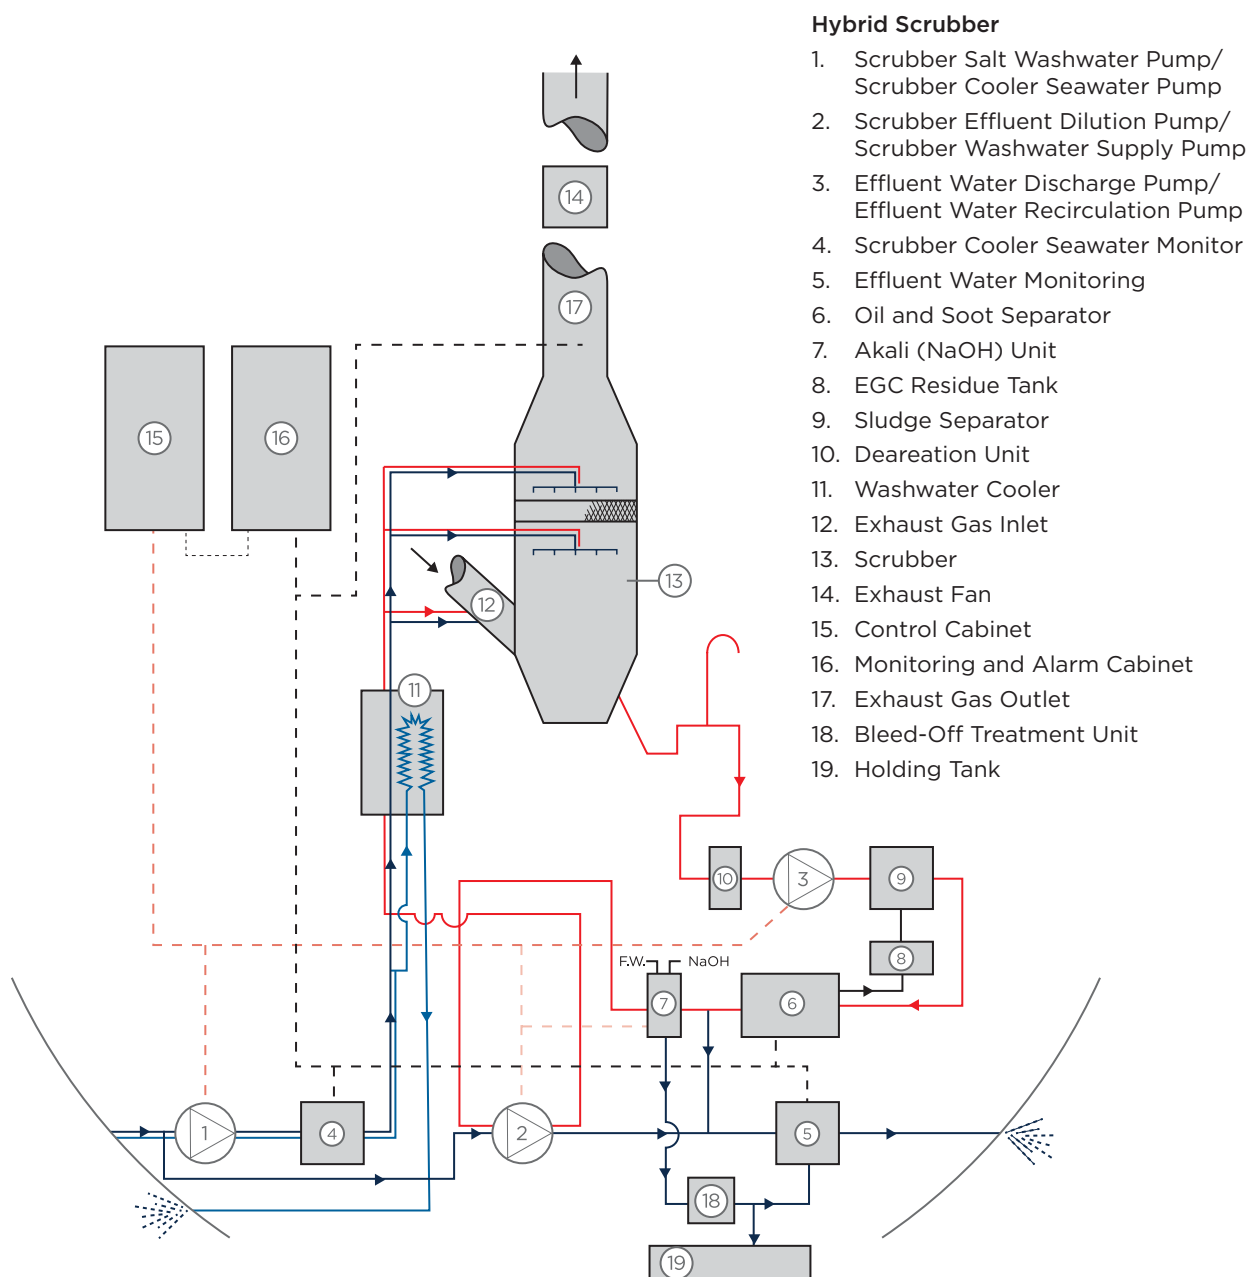 Hybrid Scrubber
1. Scrubber Salt Washwater Pump/
Scrubber Cooler Seawater Pump
2. Scrubber Effluent Dilution Pump/
Scrubber Washwater Supply Pump
3. Effluent Water Discharge Pump/
Effluent Water Recirculation Pump
4. Scrubber Cooler Seawater Monitor
5. Effluent Water Monitoring
6. Oil and Soot Separator
7. Akali (NaOH) Unit
8. EGC Residue Tank
9. Sludge Separator
10. Deareation Unit
11. Washwater Cooler
12. Exhaust Gas Inlet
13. Scrubber
14. Exhaust Fan
15. Control Cabinet
16. Monitoring and Alarm Cabinet
17. Exhaust Gas Outlet
18. Bleed-Off Treatment Unit
19. Holding Tank
14
17
15
16
13
12
11
10
3
9
8
F.W.
NaOH
7
6
1
4
2
5
18
19